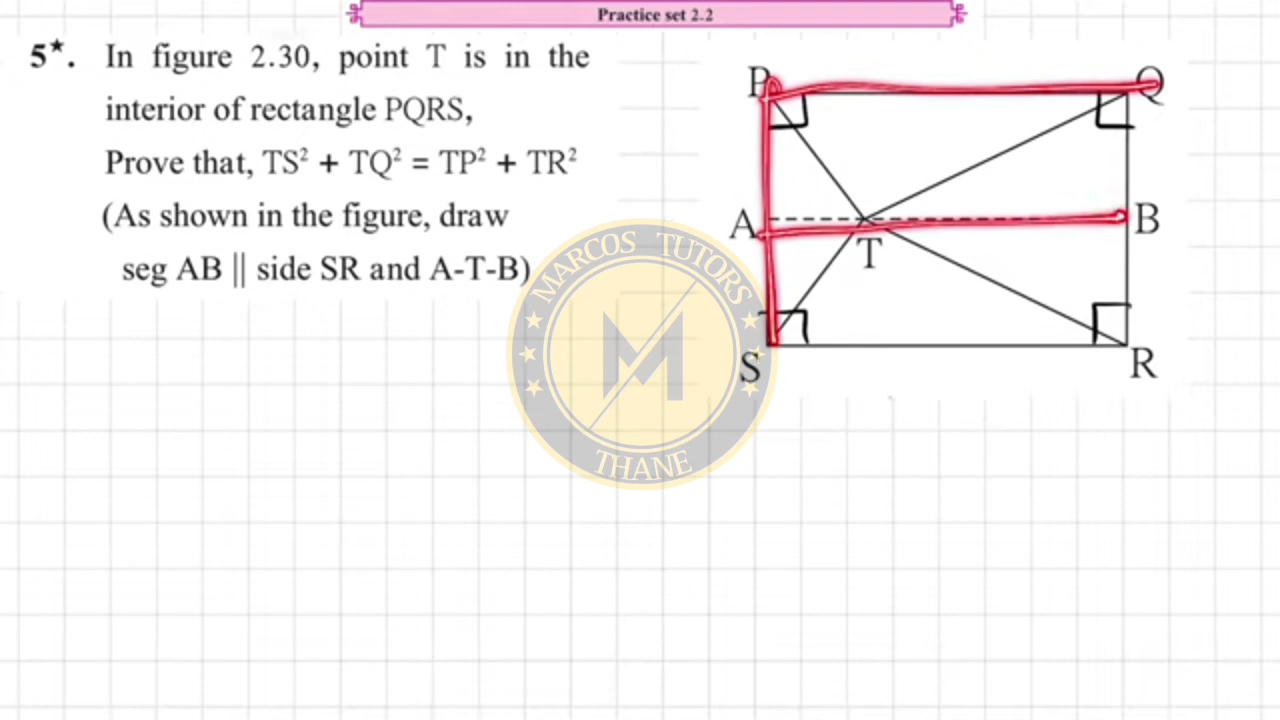 Practice set 2.2
5★. In figure 2.30, point T is in the
interior of rectangle PQRS,
Prove that, TS² + TQ² = TP² + TR²
(As shown in the figure, draw
seg AB || side SR and A-T-B)
P
Q
A
T
B
S
R
MARCOS TUTORS
M
THANE